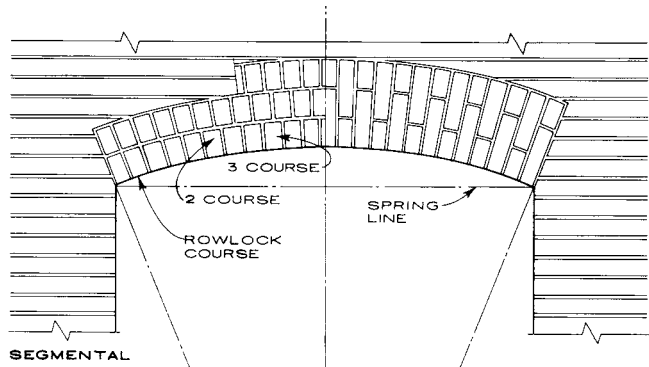 3 COURSE
2 COURSE
SPRING
LINE
ROWLOCK
COURSE
SEGMENTAL